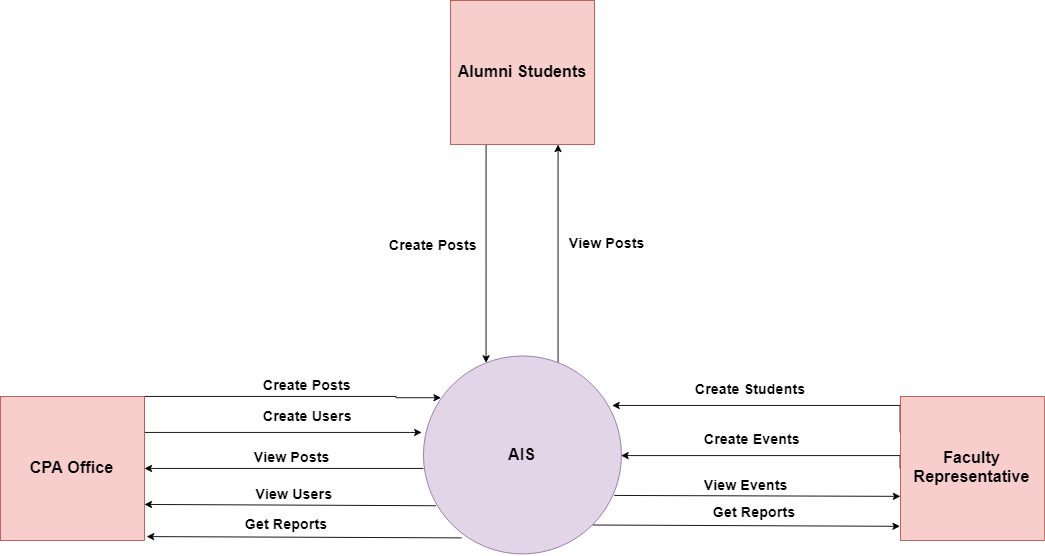 Alumni Students
Create Posts
View Posts
Create Posts
Create Users
View Posts
View Users
Get Reports
CPA Office
AIS
Create Students
Create Events
View Events
Get Reports
Faculty
Representative